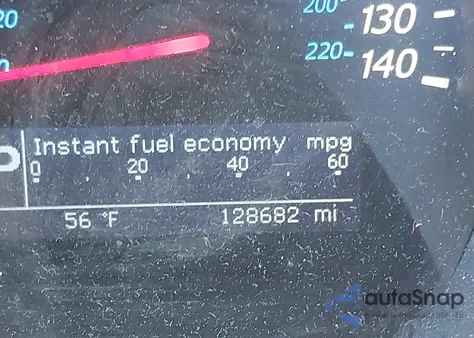 20
200-
- 130 -
220-
140
Instant fuel economy mpg
0 20 40 60
56 °F
128682 mi
autoSnap